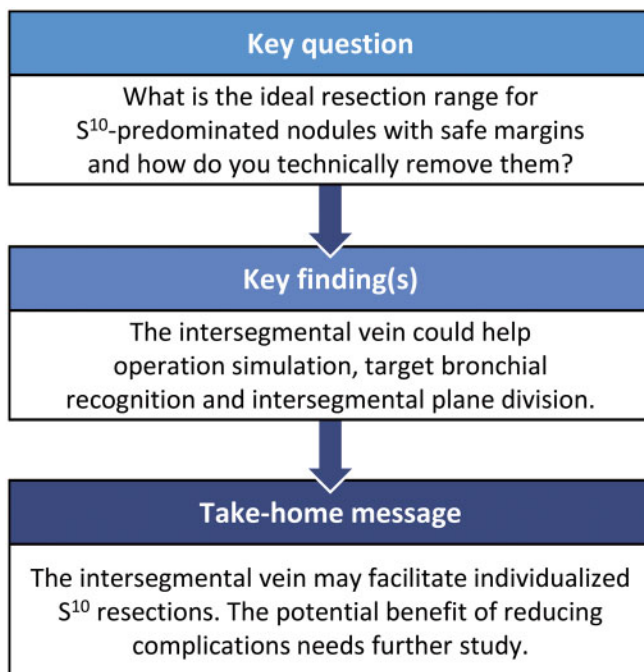 Key question
What is the ideal resection range for
S¹⁰-predominated nodules with safe margins
and how do you technically remove them?
Key finding(s)
The intersegmental vein could help
operation simulation, target bronchial
recognition and intersegmental plane division.
Take-home message
The intersegmental vein may facilitate individualized
S¹⁰ resections. The potential benefit of reducing
complications needs further study.